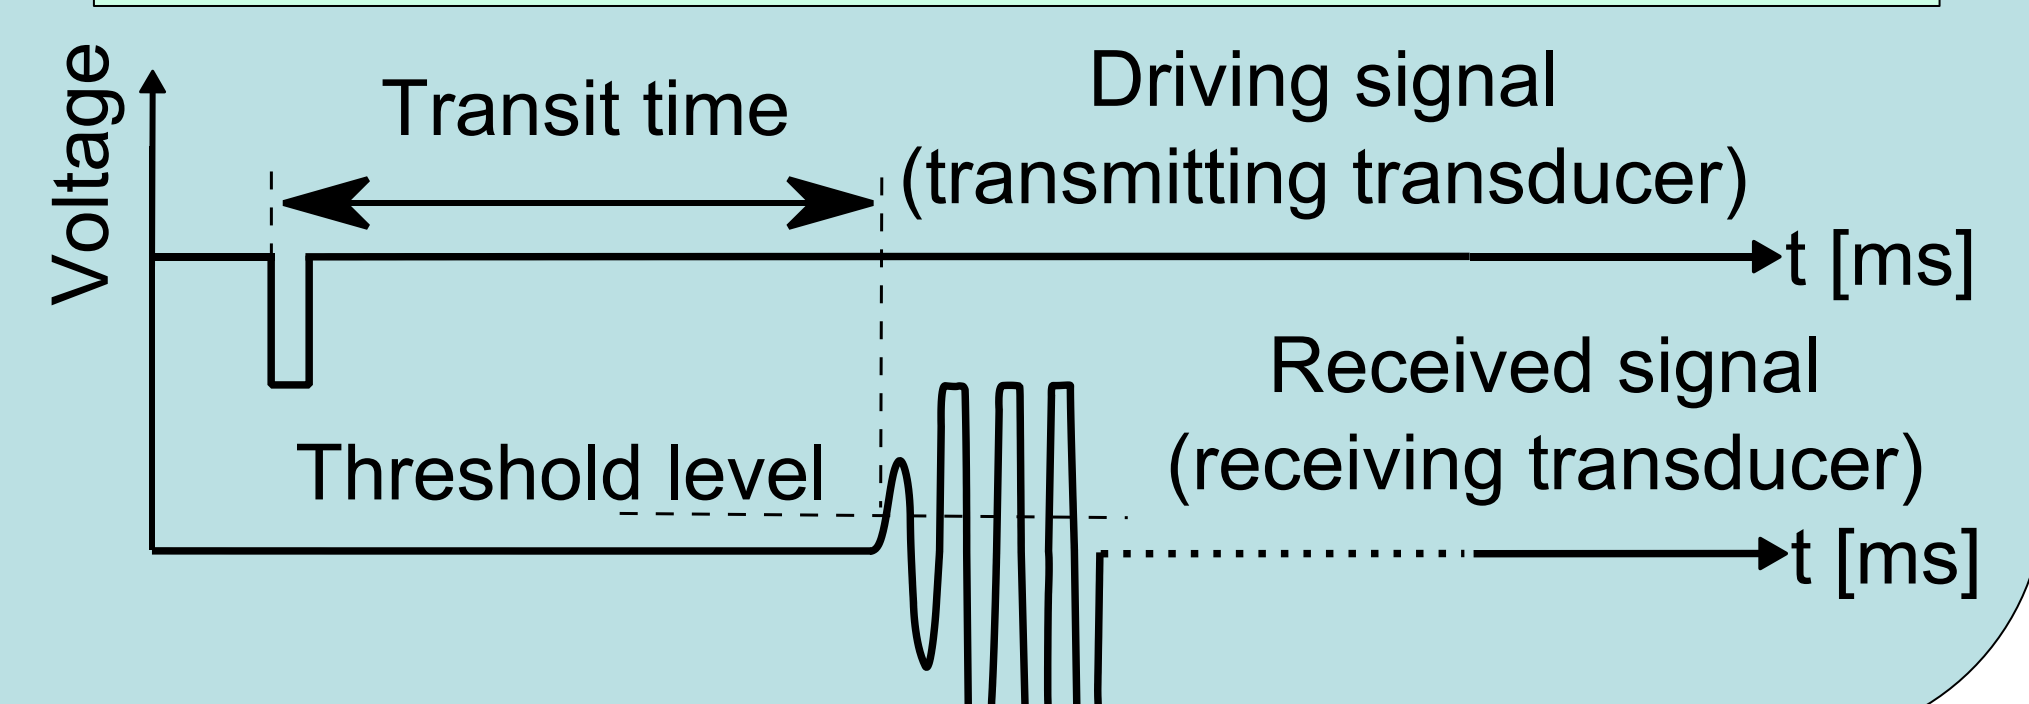 Voltage
Transit time
Driving signal
(transmitting transducer)
t [ms]
Threshold level
Received signal
(receiving transducer)
t [ms]